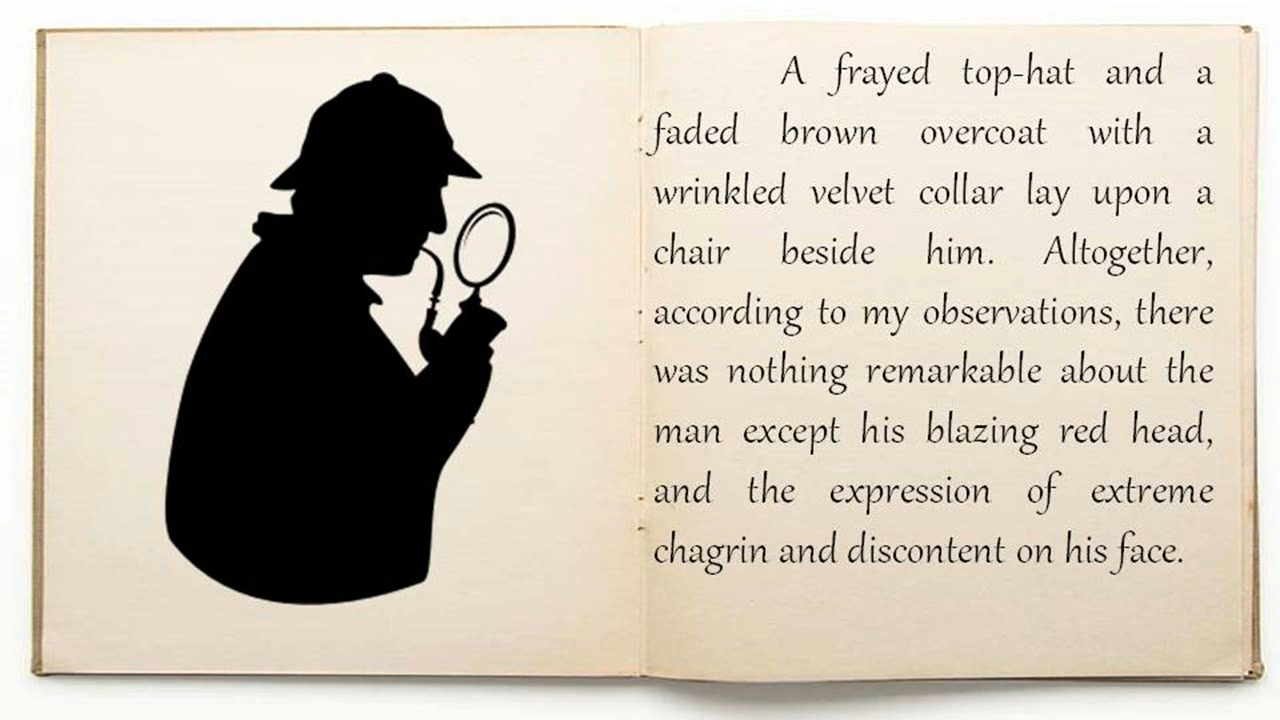 A frayed top-hat and a
faded brown overcoat with a
wrinkled velvet collar lay upon a
chair beside him. Altogether,
according to my observations, there
was nothing remarkable about the
man except his blazing red head,
and the expression of extreme
chagrin and discontent on his face.